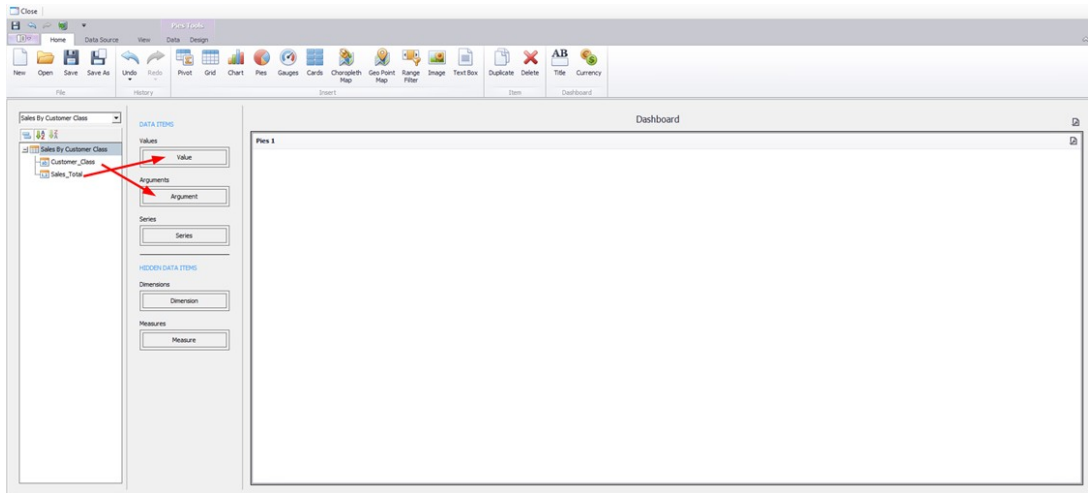 Close
Pies Tools
Home Data Source View Data Design
New Open Save Save As Undo Redo Pivot Grid Chart Pies Gauges Cards Choropleth Map Geo Point Map Range Filter Image Text Box Duplicate Delete Title Currency
File History Insert Item Dashboard
Sales By Customer Class
DATA ITEMS
Dashboard
Values
Pies 1
Sales By Customer Class
Customer_Class
Value
Sales_Total
Arguments
Argument
Series
Series
HIDDEN DATA ITEMS
Dimensions
Dimension
Measures
Measure